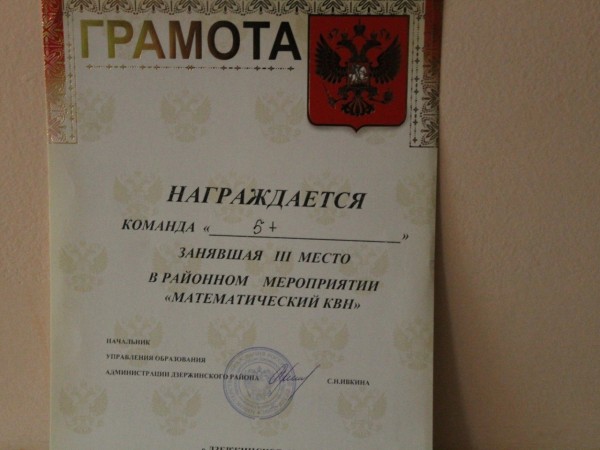 ГРАМОТА
НАГРАЖДАЕТСЯ
КОМАНДА « 5+ »
ЗАНЯВШАЯ III МЕСТО
В РАЙОННОМ МЕРОПРИЯТИИ
«МАТЕМАТИЧЕСКИЙ КВН»
НАЧАЛЬНИК
УПРАВЛЕНИЯ ОБРАЗОВАНИЯ
АДМИНИСТРАЦИИ ДЗЕРЖИНСКОГО РАЙОНА С.Н.ИВКИНА